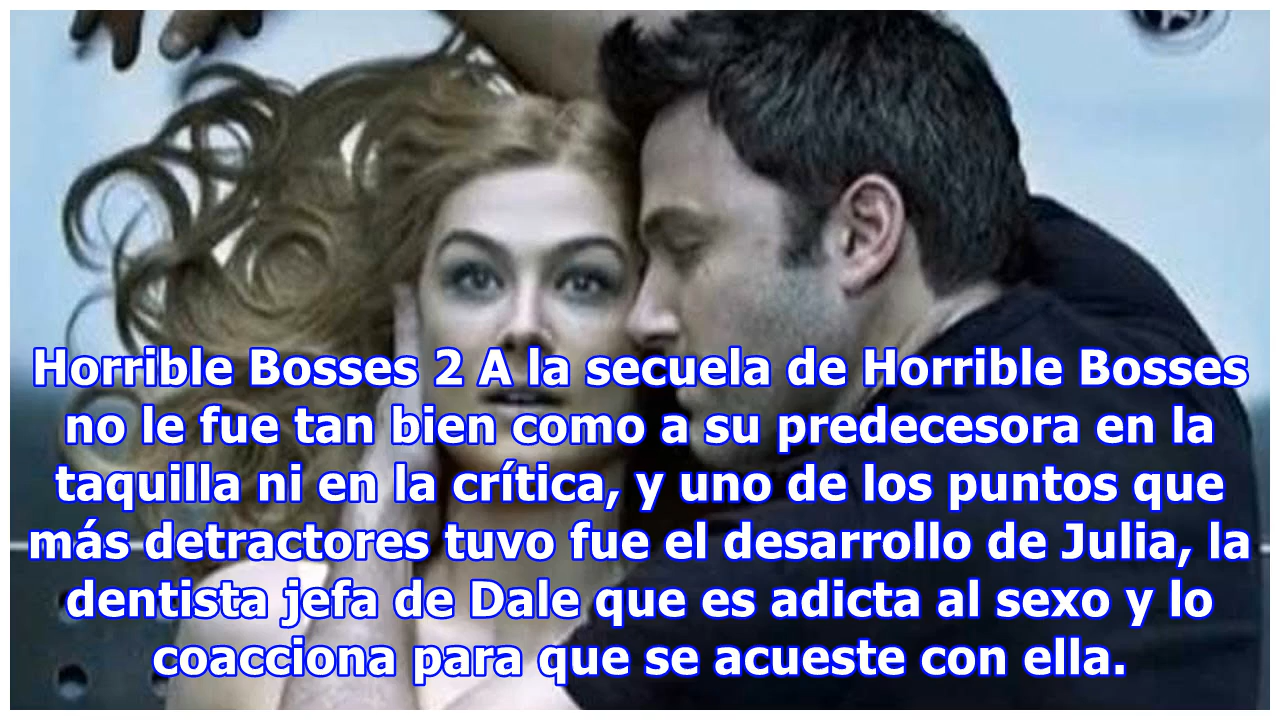 Horrible Bosses 2 A la secuela de Horrible Bosses
no le fue tan bien como a su predecesora en la
taquilla ni en la crítica, y uno de los puntos que
más detractores tuvo fue el desarrollo de Julia, la
dentista jefa de Dale que es adicta al sexo y lo
coacciona para que se acueste con ella.